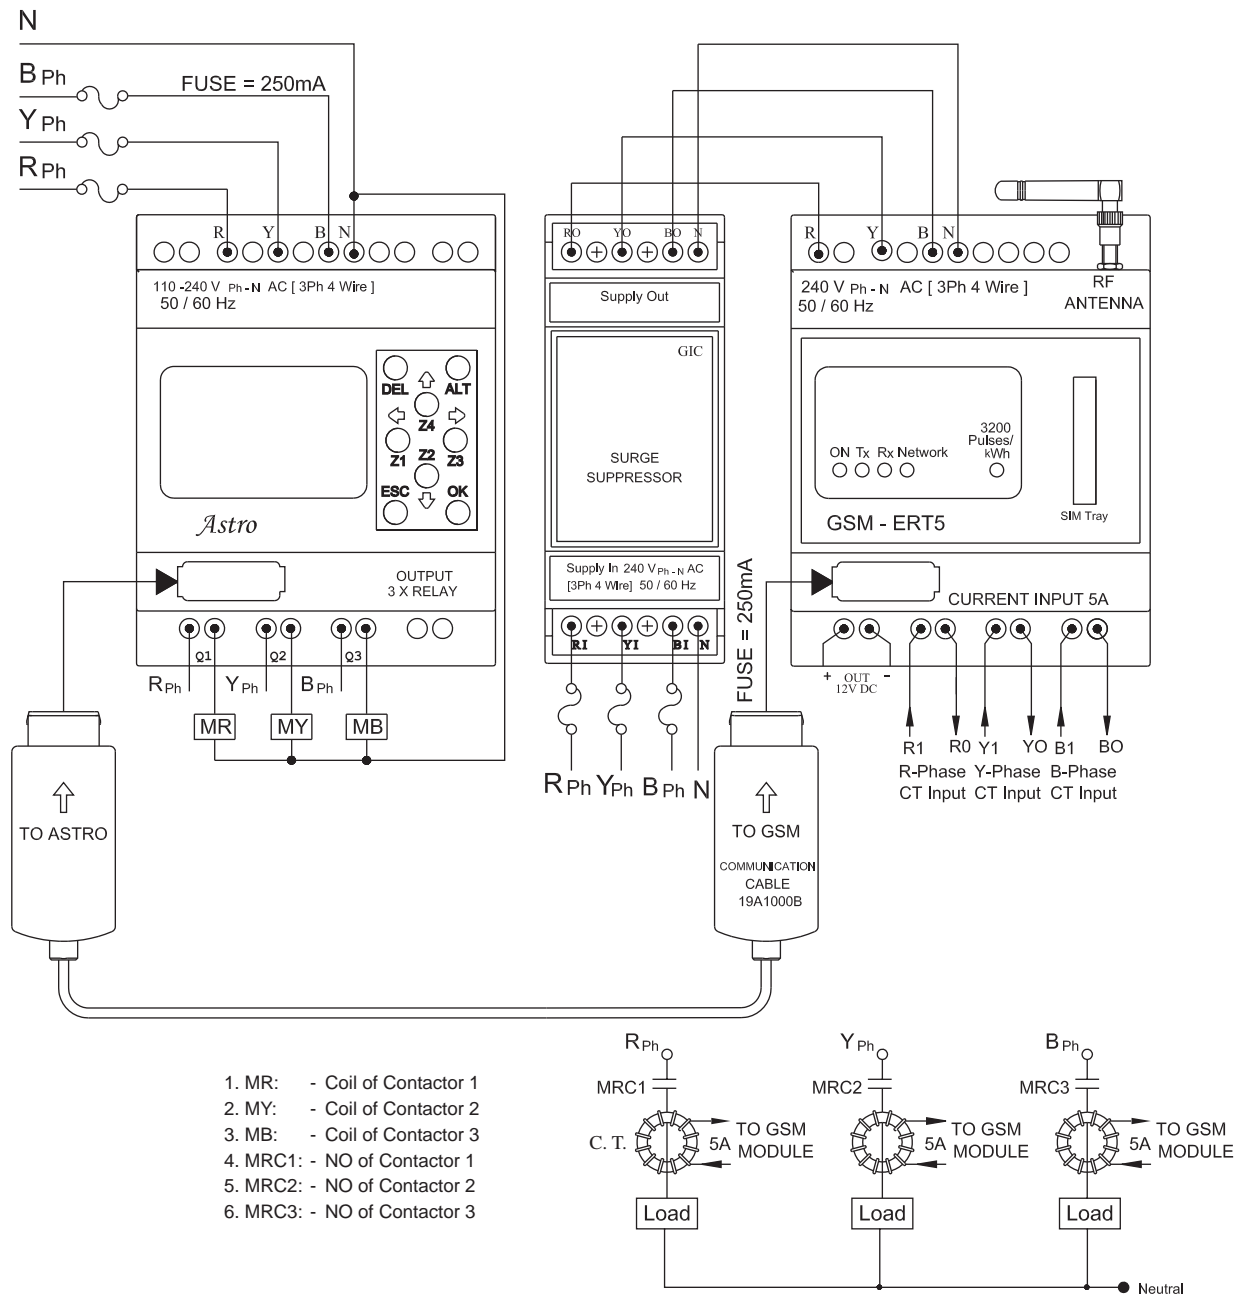 N
B Ph
FUSE = 250mA
Y Ph
R Ph
R Y B N
110 -240 V Ph - N AC [ 3Ph 4 Wire ]
50 / 60 Hz
DEL ALT
Z4
Z1 Z2 Z3
ESC OK
Astro
OUTPUT
3 X RELAY
Q1 Q2 Q3
R Ph Y Ph B Ph
MR MY MB
RO YO BO N
Supply Out
GIC
SURGE
SUPPRESSOR
Supply In 240 V Ph - N AC
[3Ph 4 Wire] 50 / 60 Hz
RI YI BI N
FUSE = 250mA
R Ph Y Ph B Ph N
R Y B N
240 V Ph - N AC [ 3Ph 4 Wire ]
50 / 60 Hz
RF
ANTENNA
3200
Pulses/
kWh
ON Tx Rx Network
GSM - ERT5
SIM Tray
CURRENT INPUT 5A
+ OUT -
12V DC
R1 R0 Y1 YO B1 BO
R-Phase Y-Phase B-Phase
CT Input CT Input CT Input
TO ASTRO
TO GSM
COMMUNICATION
CABLE
19A1000B
1. MR: - Coil of Contactor 1
2. MY: - Coil of Contactor 2
3. MB: - Coil of Contactor 3
4. MRC1: - NO of Contactor 1
5. MRC2: - NO of Contactor 2
6. MRC3: - NO of Contactor 3
R Ph Y Ph B Ph
MRC1 MRC2 MRC3
C. T. 5A TO GSM 5A TO GSM 5A TO GSM
MODULE MODULE MODULE
Load Load Load
Neutral